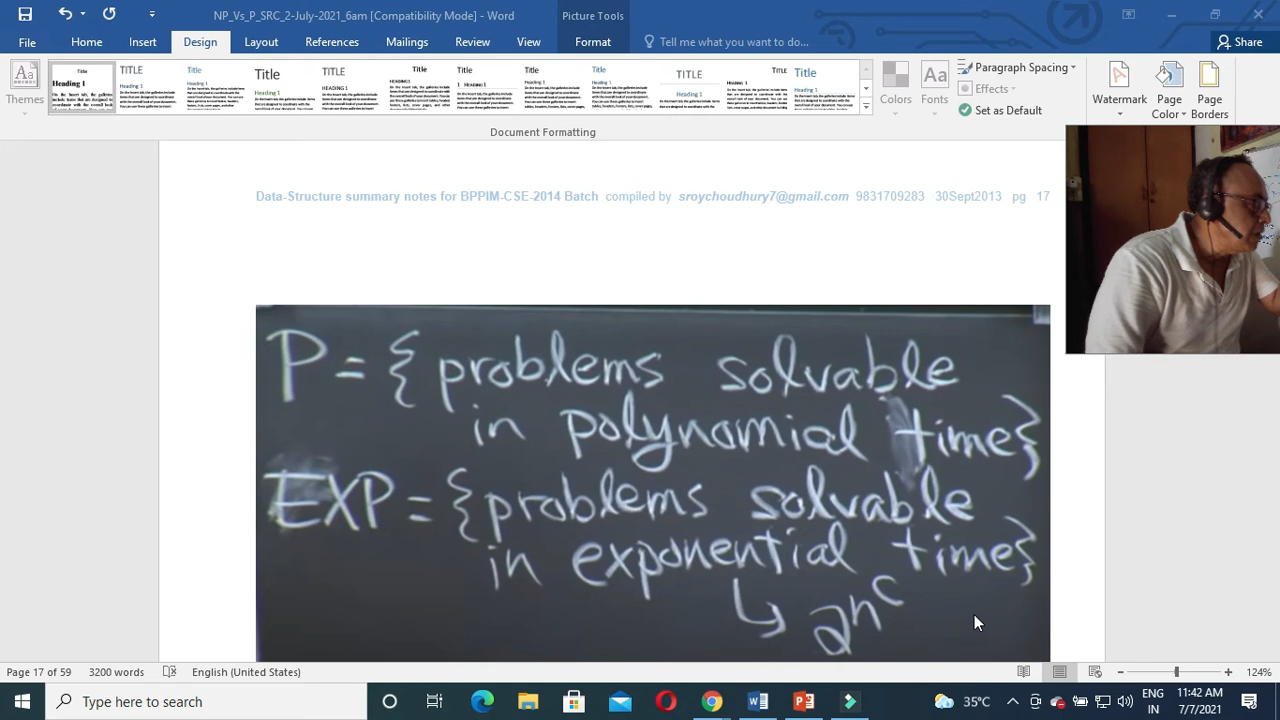 NP_Vs_P_SRC_2-July-2021_6am [Compatibility Mode] - Word
Picture Tools
File Home Insert Design Layout References Mailings Review View Format Tell me what you want to do... Share
Themes
Colors
Fonts
Paragraph Spacing
Effects
Set as Default
Watermark
Page Color
Page Borders
Document Formatting
Data-Structure summary notes for BPPIM-CSE-2014 Batch compiled by sroychoudhury7@gmail.com 9831709283 30Sept2013 pg 17
P = { problems solvable
in polynomial time}
EXP = {problems solvable
in exponential time}
↳ 2n^c
Page 17 of 59 3200 words English (United States) 124%
Type here to search
35°C
ENG
IN
11:42 AM
7/7/2021